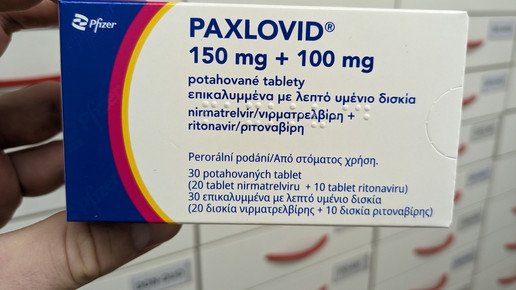 Pfizer
PAXLOVID®
150 mg + 100 mg
potahované tablety
επικαλυμμένα με λεπτό υμένιο δισκία
nirmatrelvir/νιρματρελβίρη +
ritonavir/ριτοναβίρη
Perorální podání/Από στόματος χρήση.
30 potahovaných tablet
(20 tablet nirmatrelviru + 10 tablet ritonaviru)
30 επικαλυμμένα με λεπτό υμένιο δισκία
(20 δισκία νιρματρελβίρης + 10 δισκία ριτοναβίρης)